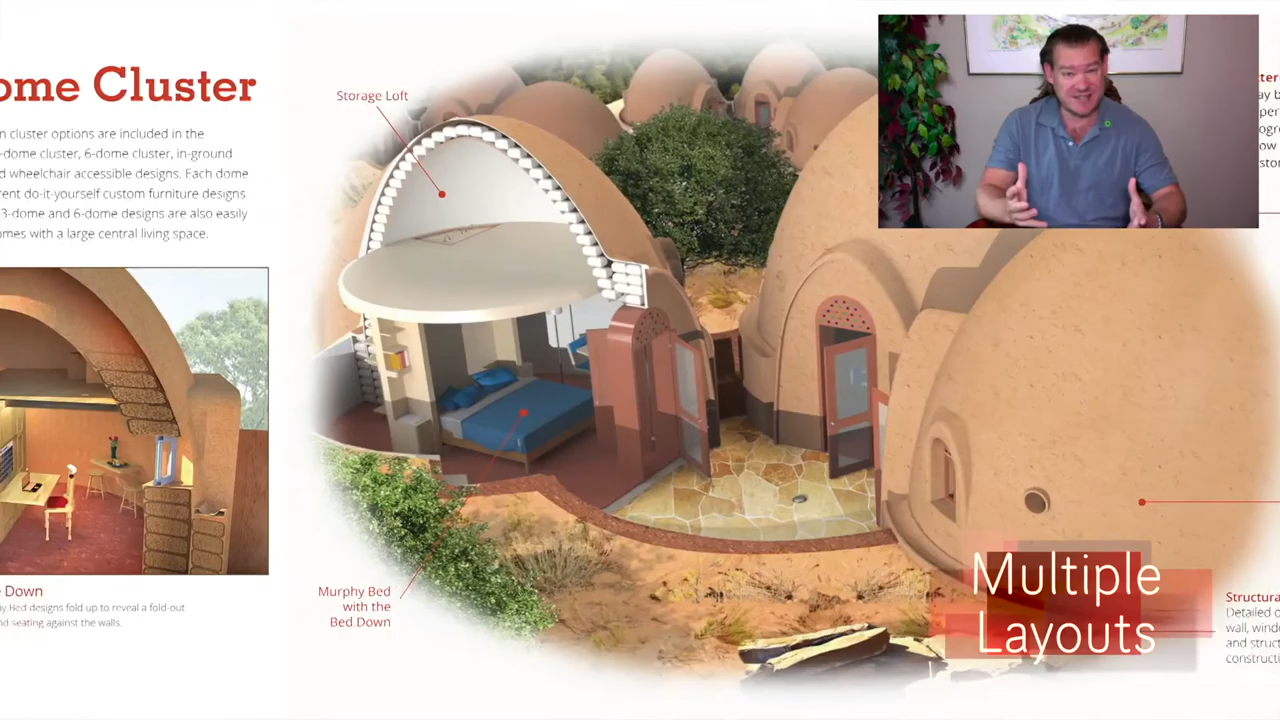 ome Cluster
n cluster options are included in the
-dome cluster, 6-dome cluster, in-ground
d wheelchair accessible designs. Each dome
rent do-it-yourself custom furniture designs
3-dome and 6-dome designs are also easily
omes with a large central living space.
Storage Loft
Murphy Bed
with the
Bed Down
e Down
hy Bed designs fold up to reveal a fold-out
nd seating against the walls.
Multiple
Layouts
Structura
Detailed o
wall, wind
and struct
constructi